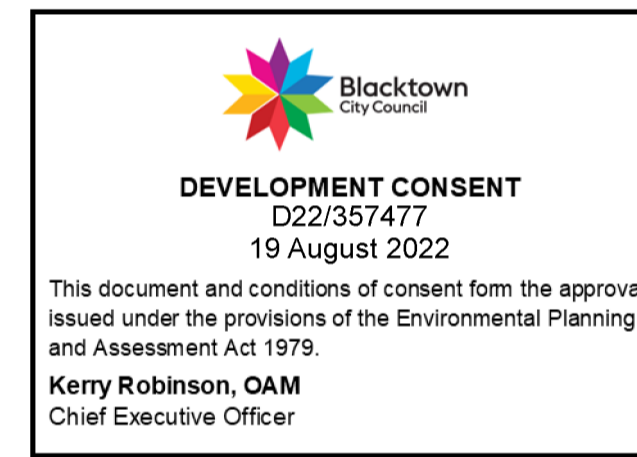 Blacktown
City Council
DEVELOPMENT CONSENT
D22/357477
19 August 2022
This document and conditions of consent form the approva
issued under the provisions of the Environmental Planning
and Assessment Act 1979.
Kerry Robinson, OAM
Chief Executive Officer